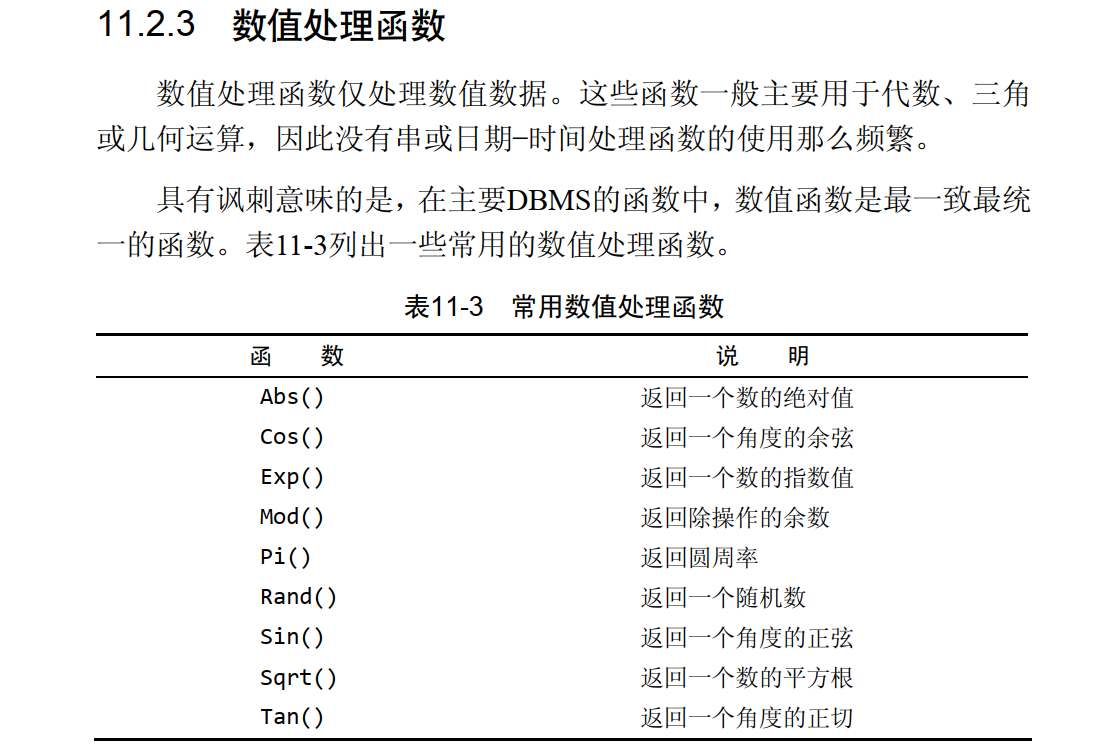 11.2.3 数值处理函数
数值处理函数仅处理数值数据。这些函数一般主要用于代数、三角
或几何运算，因此没有串或日期—时间处理函数的使用那么频繁。
具有讽刺意味的是，在主要DBMS的函数中，数值函数是最一致最统
一的函数。表11-3列出一些常用的数值处理函数。
表11-3 常用数值处理函数
函 数 说 明
Abs() 返回一个数的绝对值
Cos() 返回一个角度的余弦
Exp() 返回一个数的指数值
Mod() 返回除操作的余数
Pi() 返回圆周率
Rand() 返回一个随机数
Sin() 返回一个角度的正弦
Sqrt() 返回一个数的平方根
Tan() 返回一个角度的正切